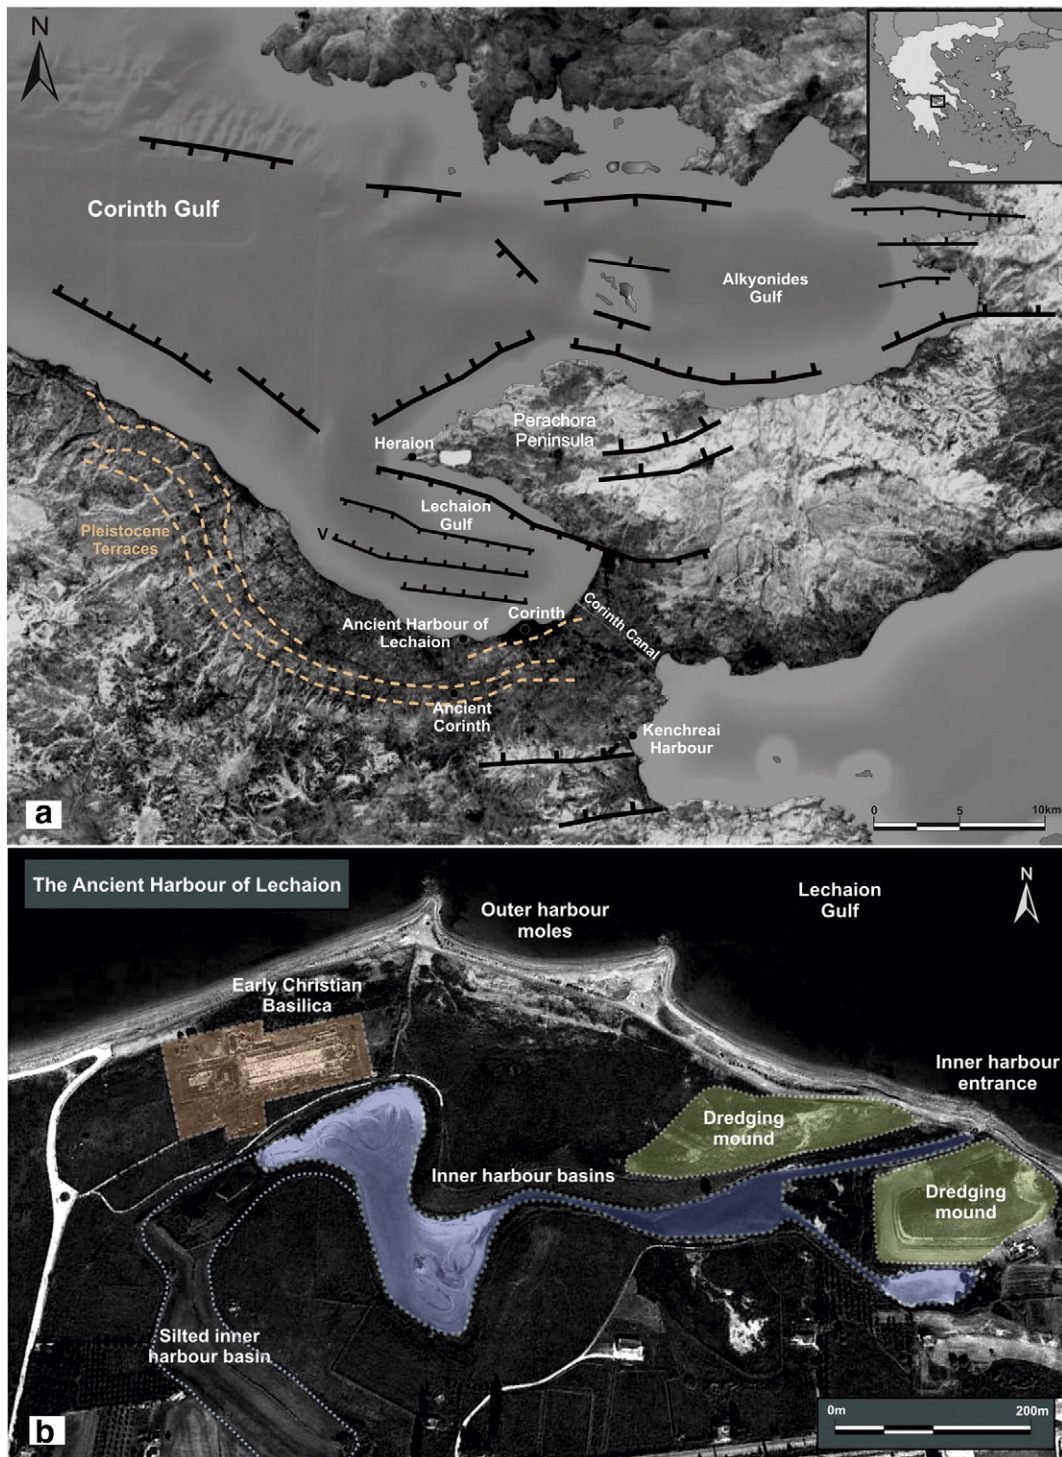 N
Corinth Gulf
Alkyonides
Gulf
Perachora
Peninsula
Heraion
Lechaion
Gulf
V
Pleistocene
Terraces
Corinth
Ancient Harbour of
Lechaion
Corinth Canal
Ancient
Corinth
Kenchreai
Harbour
0 5 10km
a
The Ancient Harbour of Lechaion
Lechaion
Gulf
N
Outer harbour
moles
Early Christian
Basilica
Inner harbour
entrance
Dredging
mound
Inner harbour basins
Dredging
mound
Silted inner
harbour basin
0m 200m
b